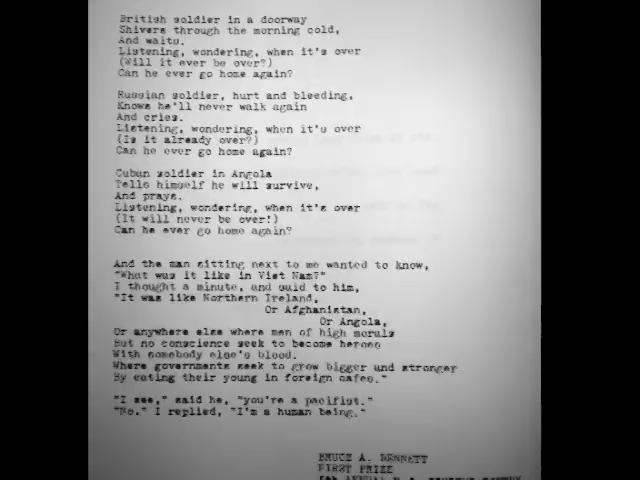 British soldier in a doorway
Shivers through the morning cold,
And waits.
Listening, wondering, when it's over
(Will it ever be over?)
Can he ever go home again?
Russian soldier, hurt and bleeding,
Knows he'll never walk again
And cries.
Listening, wondering, when it's over
(Is it already over?)
Can he ever go home again?
Cuban soldier in Angola
Tells himself he will survive,
And prays.
Listening, wondering, when it's over
(It will never be over!)
Can he ever go home again?
And the man sitting next to me wanted to know,
"What was it like in Viet Nam?"
I thought a minute, and said to him,
"It was like Northern Ireland,
Or Afghanistan,
Or Angola,
Or anywhere else where men of high morals
But no conscience seek to become heroes
With somebody else's blood.
Where governments seek to grow bigger and stronger
By eating their young in foreign cafes."
"I see," said he, "you're a pacifist."
"No." I replied, "I'm a human being."
BRUCE A. BENNETT
FIRST PRIZE
ANNUAL